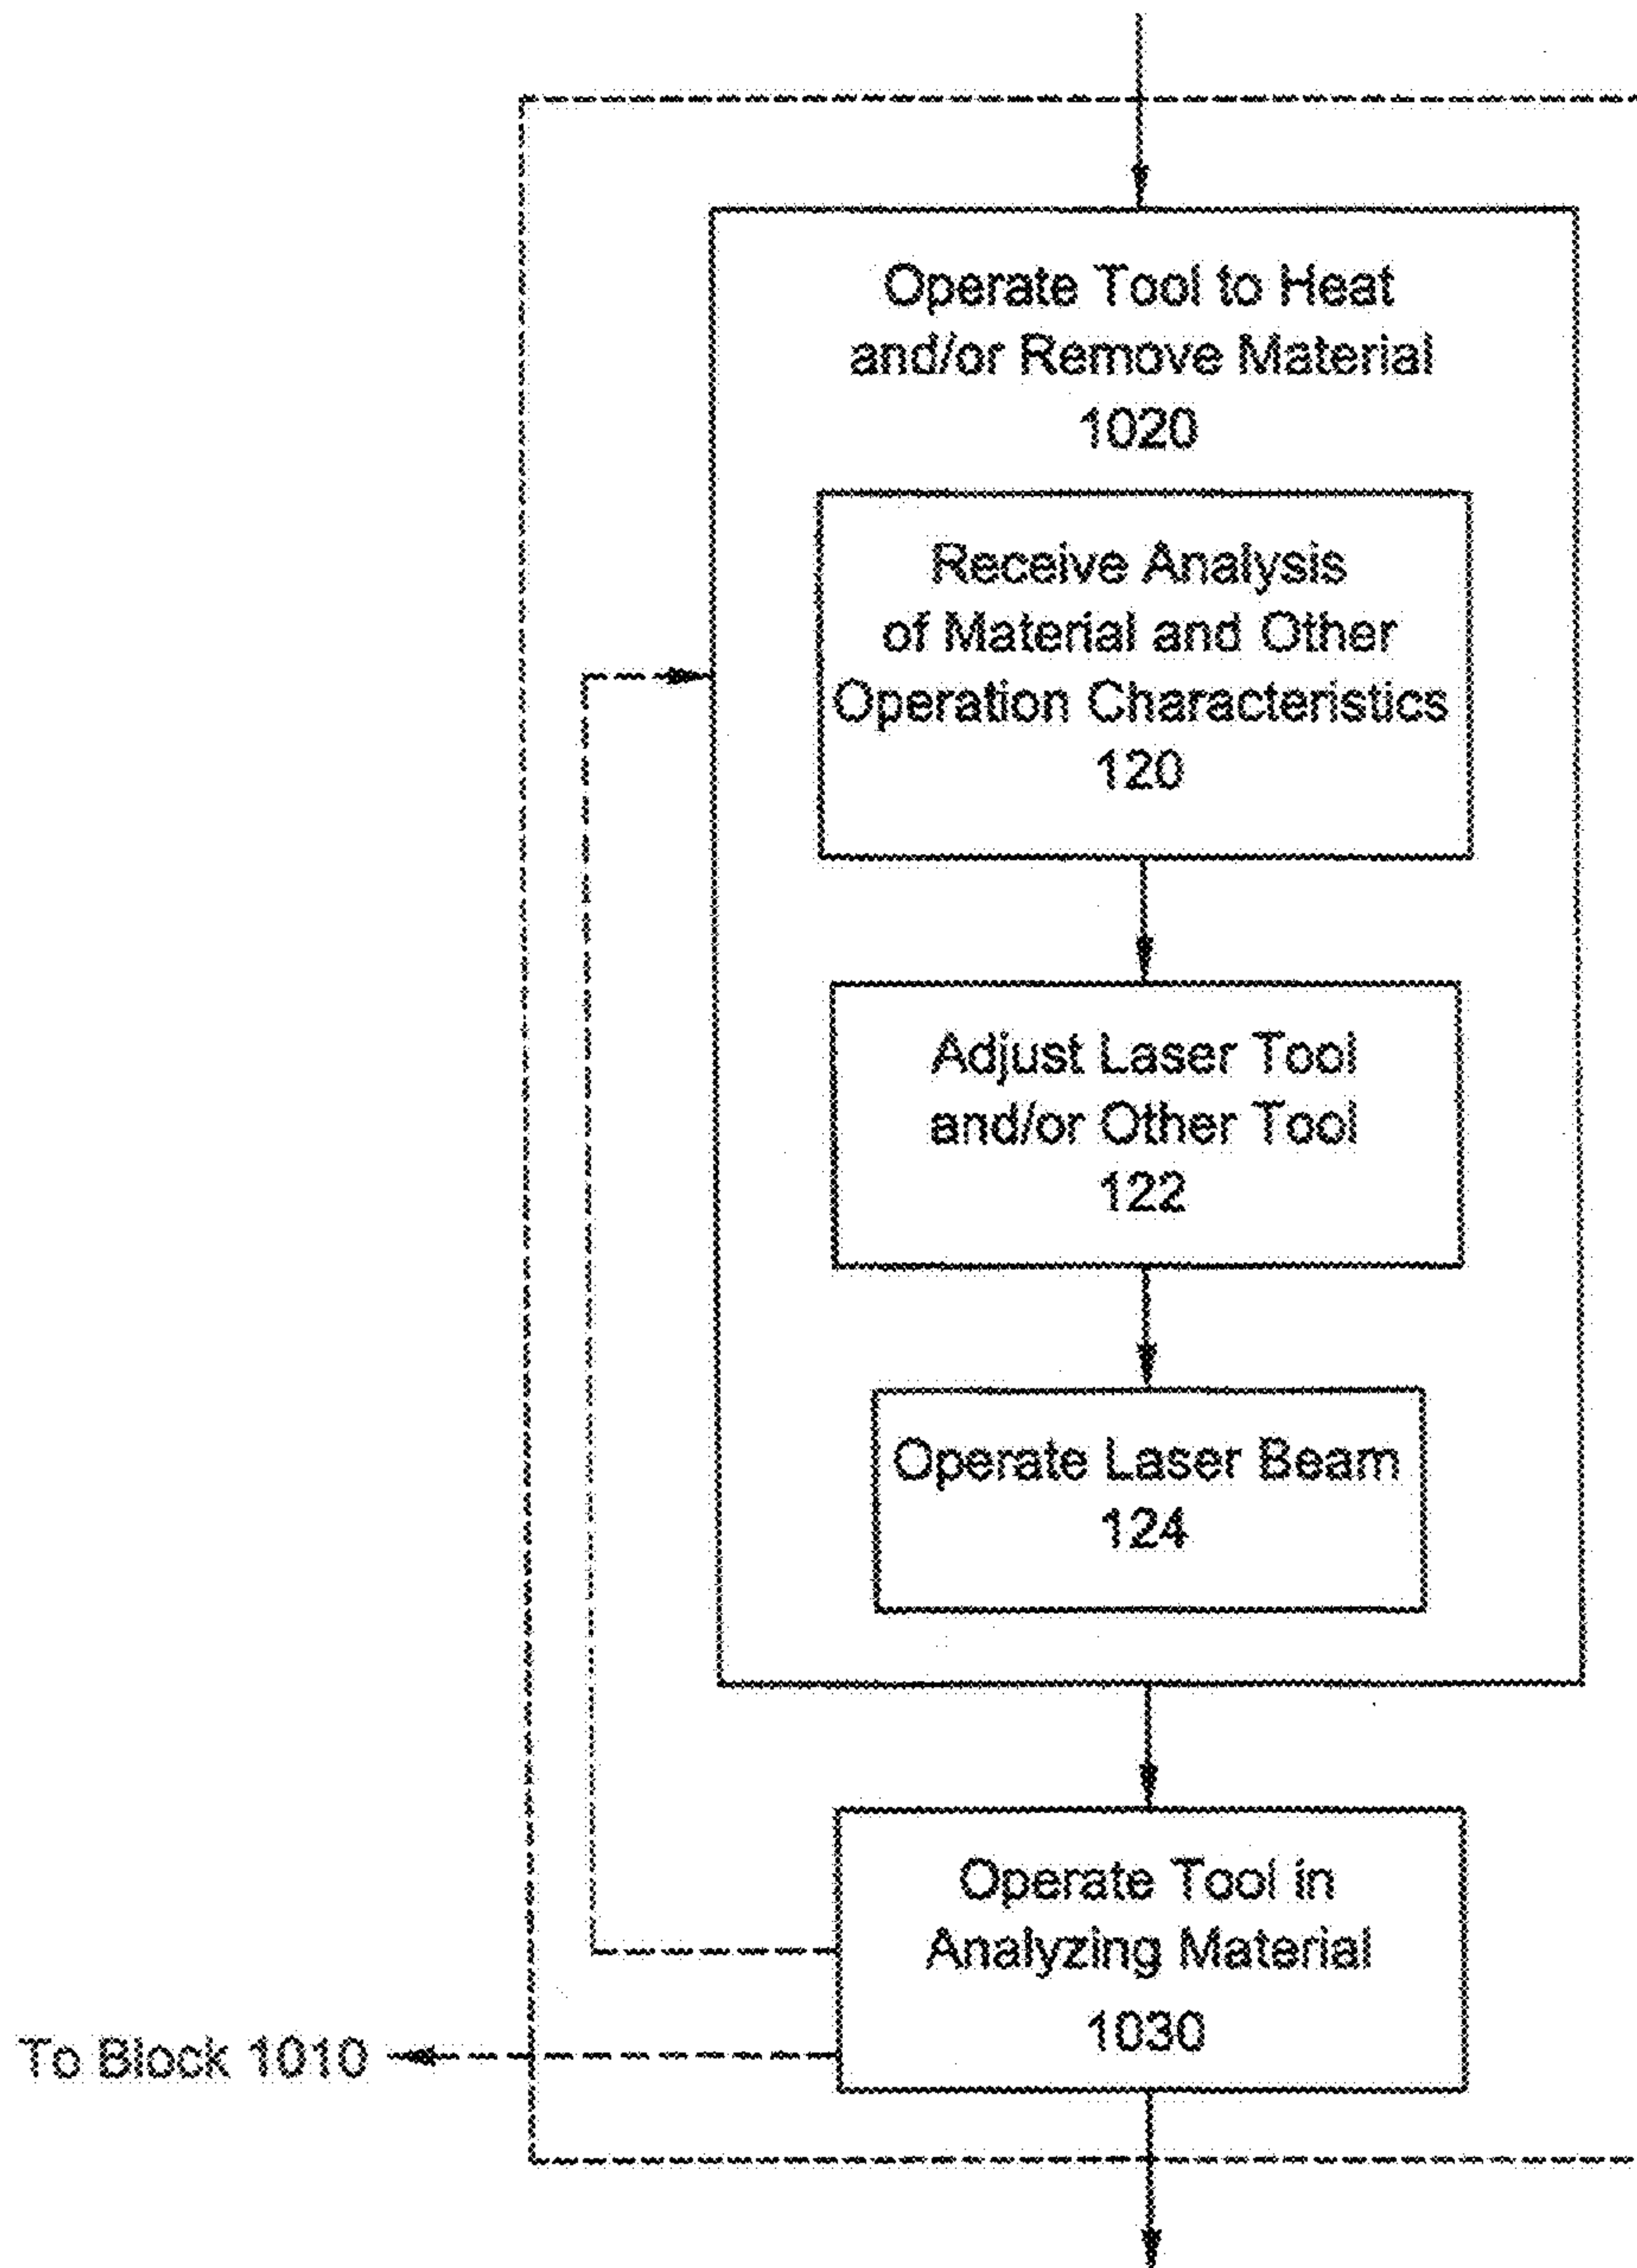 Operate Tool to Heat
and/or Remove Material
1020
Receive Analysis
of Material and Other
Operation Characteristics
120
Adjust Laser Tool
and/or Other Tool
122
Operate Laser Beam
124
Operate Tool in
Analyzing Material
1030
To Block 1010